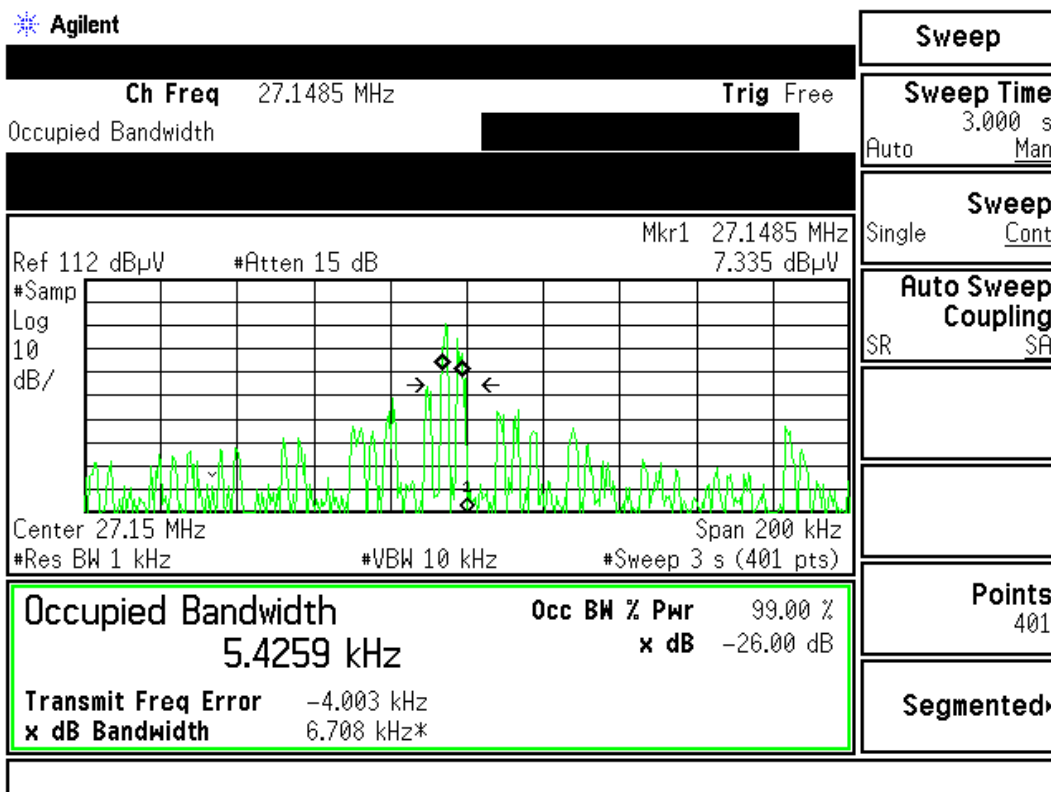 Agilent
Ch Freq 27.1485 MHz Trig Free
Occupied Bandwidth
Mkr1 27.1485 MHz
Ref 112 dBµV #Atten 15 dB 7.335 dBµV
#Samp
Log
10
dB/
1
Center 27.15 MHz Span 200 kHz
#Res BW 1 kHz #VBW 10 kHz #Sweep 3 s (401 pts)
Occupied Bandwidth Occ BW % Pwr 99.00 %
5.4259 kHz x dB -26.00 dB
Transmit Freq Error -4.003 kHz
x dB Bandwidth 6.708 kHz*
Sweep
Sweep Time
3.000 s
Auto Man
Sweep
Single Cont
Auto Sweep
Coupling
SR SA
Points
401
Segmented